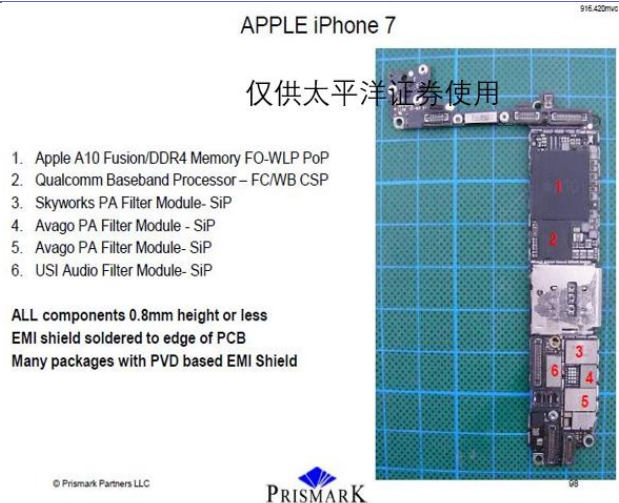 916.420mvc
APPLE iPhone 7
仅供太平洋证券使用
1. Apple A10 Fusion/DDR4 Memory FO-WLP PoP
2. Qualcomm Baseband Processor – FC/WB CSP
3. Skyworks PA Filter Module- SiP
4. Avago PA Filter Module - SiP
5. Avago PA Filter Module- SiP
6. USI Audio Filter Module- SiP
ALL components 0.8mm height or less
EMI shield soldered to edge of PCB
Many packages with PVD based EMI Shield
1
2
3
6
4
5
© Prismark Partners LLC
PRISMARK
98